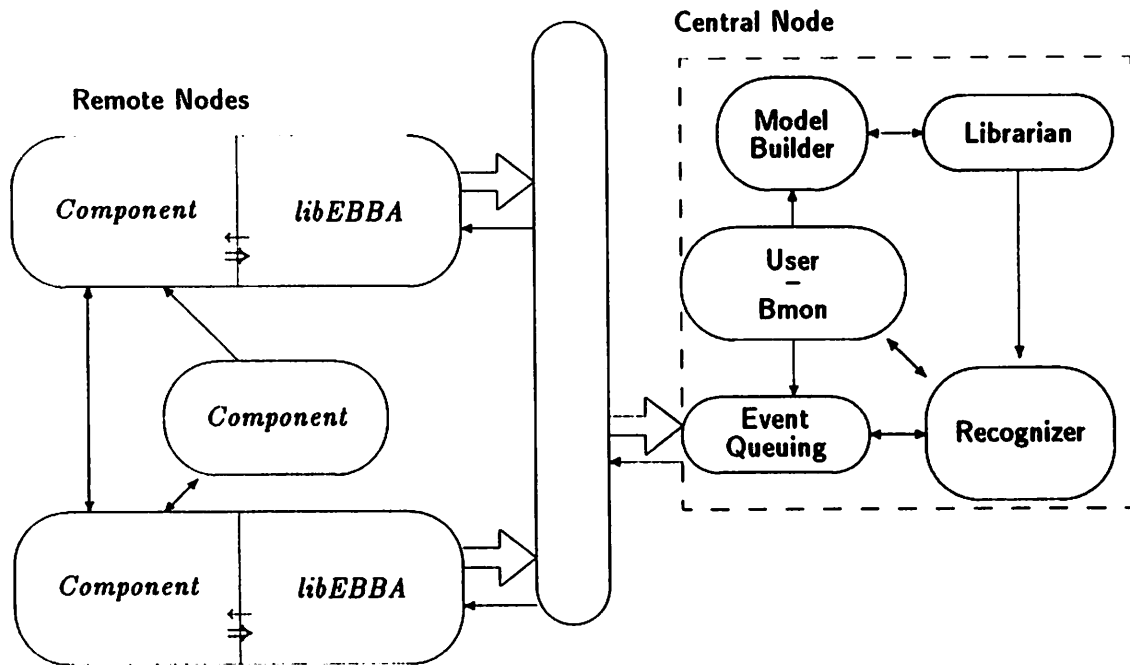 Central Node
Remote Nodes
Model
Builder
Librarian
Component
libEBBA
User
–
Bmon
Component
Event
Queuing
Recognizer
Component
libEBBA